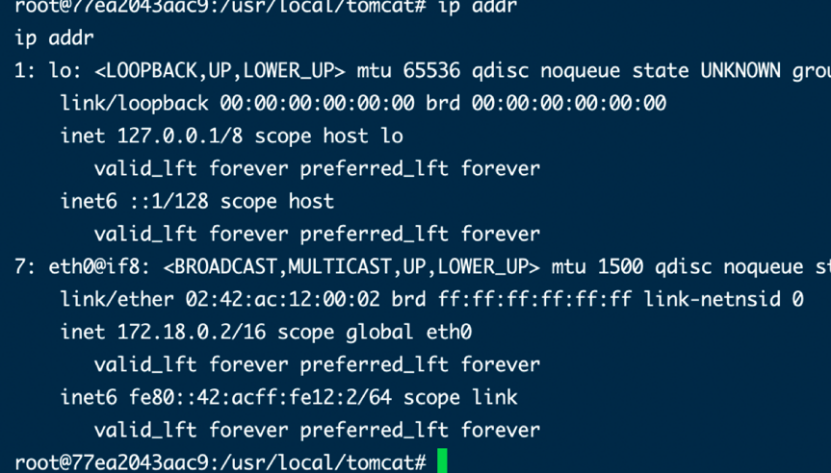 root@77ea2043aac9:/usr/local/tomcat# ip addr
ip addr
1: lo: <LOOPBACK,UP,LOWER_UP> mtu 65536 qdisc noqueue state UNKNOWN grou
    link/loopback 00:00:00:00:00:00 brd 00:00:00:00:00:00
    inet 127.0.0.1/8 scope host lo
       valid_lft forever preferred_lft forever
    inet6 ::1/128 scope host
       valid_lft forever preferred_lft forever
7: eth0@if8: <BROADCAST,MULTICAST,UP,LOWER_UP> mtu 1500 qdisc noqueue st
    link/ether 02:42:ac:12:00:02 brd ff:ff:ff:ff:ff:ff link-netnsid 0
    inet 172.18.0.2/16 scope global eth0
       valid_lft forever preferred_lft forever
    inet6 fe80::42:acff:fe12:2/64 scope link
       valid_lft forever preferred_lft forever
root@77ea2043aac9:/usr/local/tomcat#